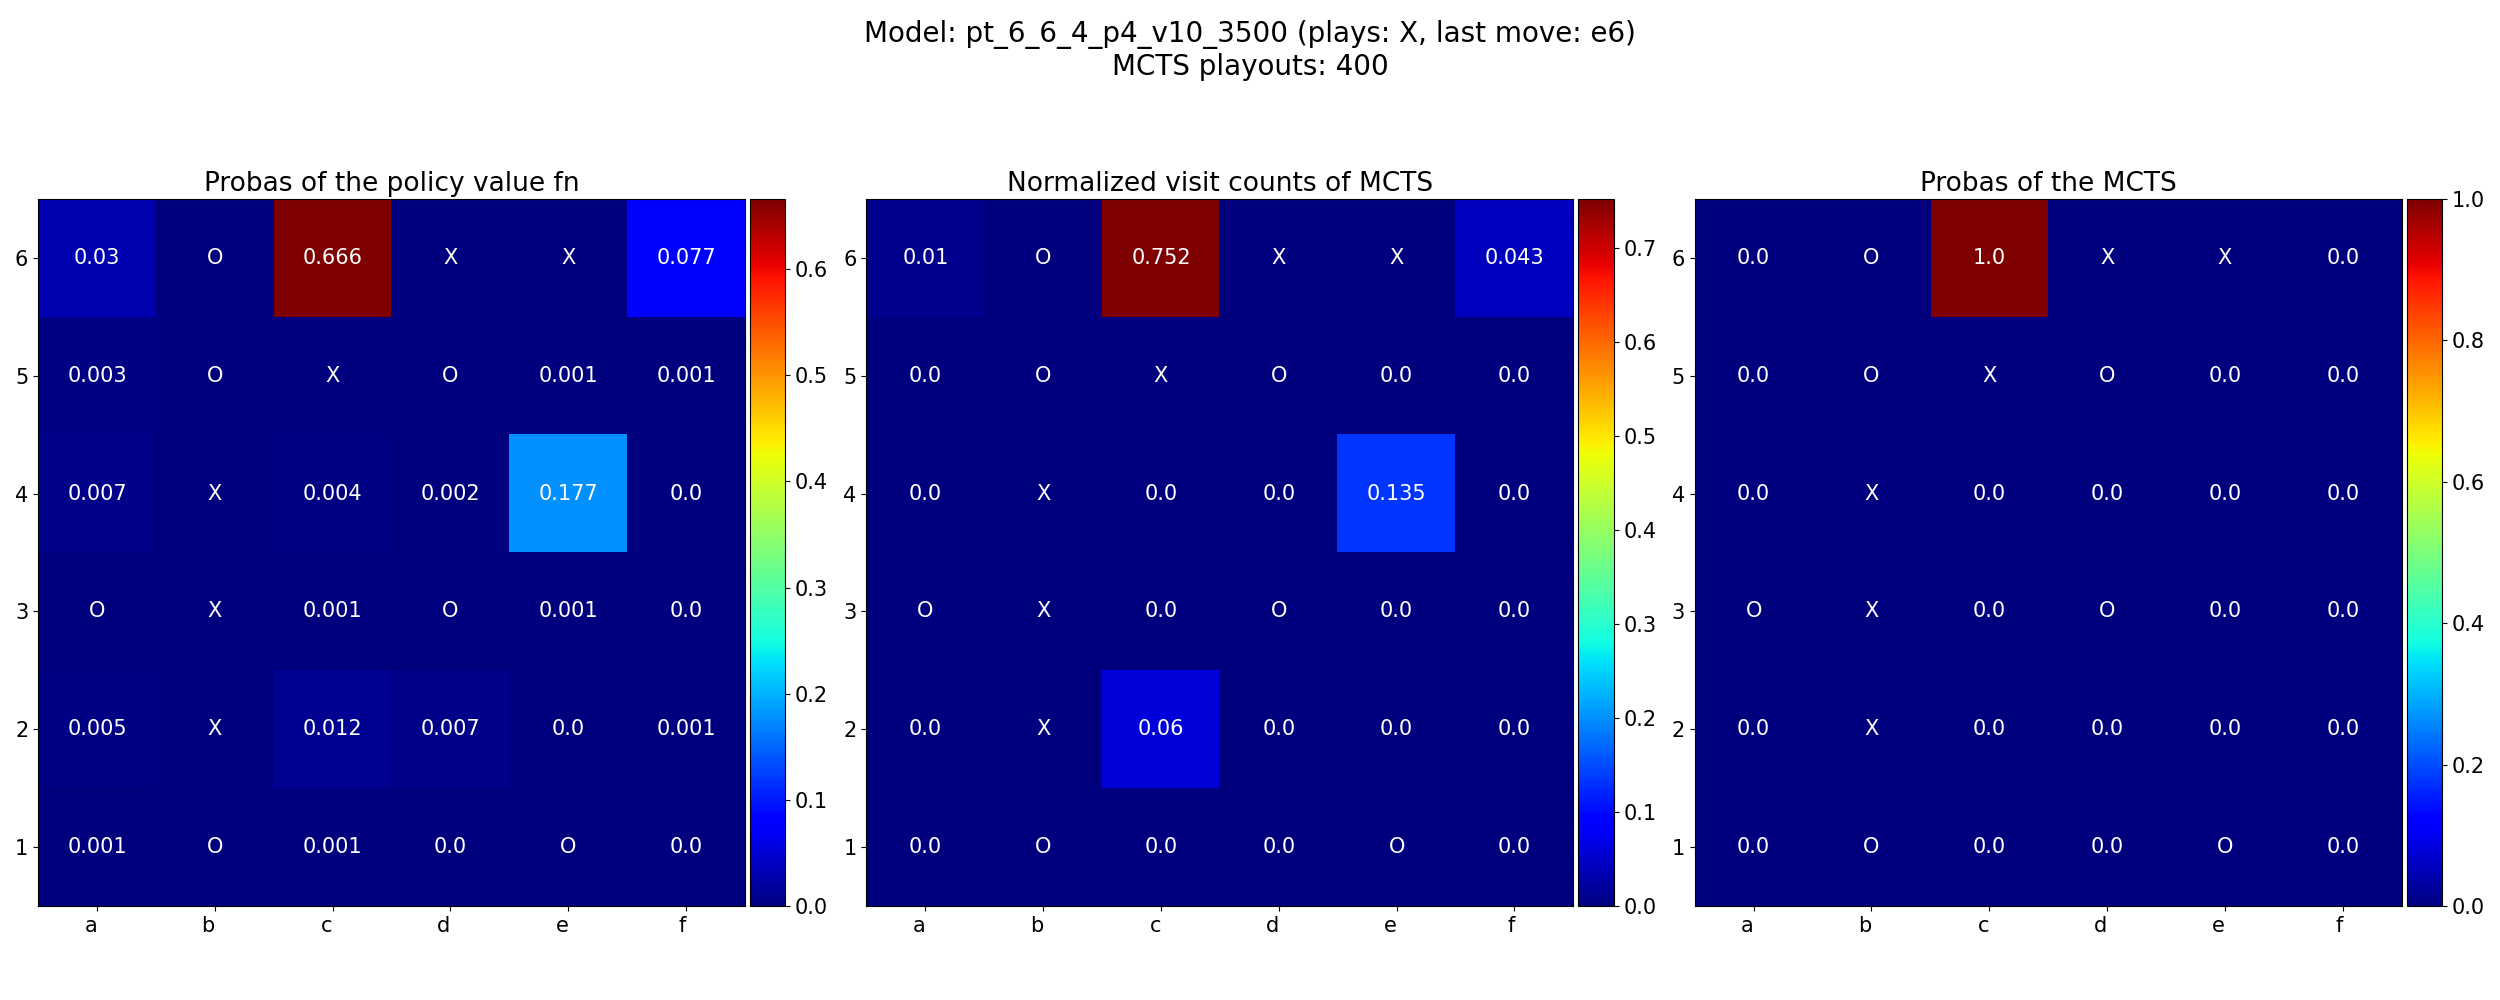 Model: pt_6_6_4_p4_v10_3500 (plays: X, last move: e6)
MCTS playouts: 400
Probas of the policy value fn
6 0.03 O 0.666 X X 0.077
5 0.003 O X O 0.001 0.001
4 0.007 X 0.004 0.002 0.177 0.0
3 O X 0.001 O 0.001 0.0
2 0.005 X 0.012 0.007 0.0 0.001
1 0.001 O 0.001 0.0 O 0.0
a b c d e f
0.6
0.5
0.4
0.3
0.2
0.1
0.0
Normalized visit counts of MCTS
6 0.01 O 0.752 X X 0.043
5 0.0 O X O 0.0 0.0
4 0.0 X 0.0 0.0 0.135 0.0
3 O X 0.0 O 0.0 0.0
2 0.0 X 0.06 0.0 0.0 0.0
1 0.0 O 0.0 0.0 O 0.0
a b c d e f
0.7
0.6
0.5
0.4
0.3
0.2
0.1
0.0
Probas of the MCTS
6 0.0 O 1.0 X X 0.0
5 0.0 O X O 0.0 0.0
4 0.0 X 0.0 0.0 0.0 0.0
3 O X 0.0 O 0.0 0.0
2 0.0 X 0.0 0.0 0.0 0.0
1 0.0 O 0.0 0.0 O 0.0
a b c d e f
1.0
0.8
0.6
0.4
0.2
0.0